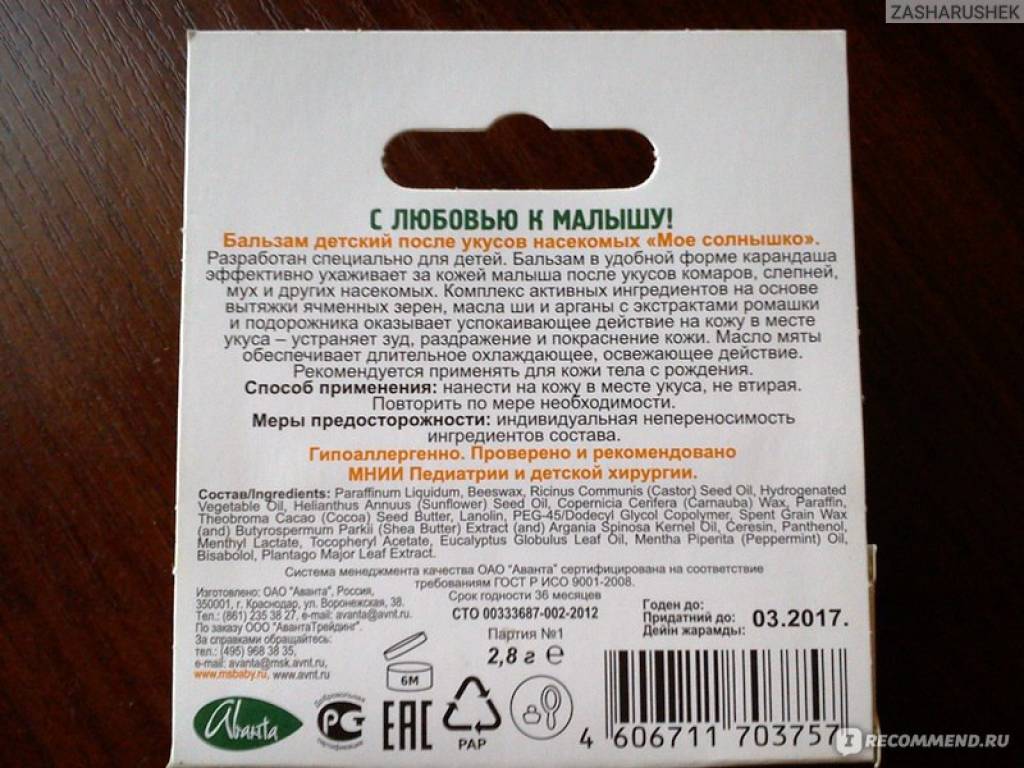 ZASHARUSHEK
С ЛЮБОВЬЮ К МАЛЫШУ!
Бальзам детский после укусов насекомых «Мое солнышко».
Разработан специально для детей. Бальзам в удобной форме карандаша
эффективно ухаживает за кожей малыша после укусов комаров, слепней,
мух и других насекомых. Комплекс активных ингредиентов на основе
вытяжки ячменных зерен, масла ши и арганы с экстрактами ромашки
и подорожника оказывает успокаивающее действие на кожу в месте
укуса – устраняет зуд, раздражение и покраснение кожи. Масло мяты
обеспечивает длительное охлаждающее, освежающее действие.
Рекомендуется применять для кожи тела с рождения.
Способ применения: нанести на кожу в месте укуса, не втирая.
Повторить по мере необходимости.
Меры предосторожности: индивидуальная непереносимость
ингредиентов состава.
Гипоаллергенно. Проверено и рекомендовано
МНИИ Педиатрии и детской хирургии.
Состав/Ingredients: Paraffinum Liquidum, Beeswax, Ricinus Communis (Castor) Seed Oil, Hydrogenated
Vegetable Oil, Helianthus Annuus (Sunflower) Seed Oil, Copernicia Cerifera (Carnauba) Wax, Paraffin,
Theobroma Cacao (Cocoa) Seed Butter, Lanolin, PEG-45/Dodecyl Glycol Copolymer, Spent Grain Wax
(and) Butyrospermum Parkii (Shea Butter) Extract (and) Argania Spinosa Kernel Oil, Ceresin, Panthenol,
Menthyl Lactate, Tocopheryl Acetate, Eucalyptus Globulus Leaf Oil, Mentha Piperita (Peppermint) Oil,
Bisabolol, Plantago Major Leaf Extract.
Система менеджмента качества ОАО "Аванта" сертифицирована на соответствие
требованиям ГОСТ Р ИСО 9001-2008.
Срок годности 36 месяцев
Изготовлено: ОАО "Аванта", Россия,
350001, г. Краснодар, ул. Воронежская, 38.
Тел.: (861) 235 38 27, e-mail: avanta@avnt.ru.
По заказу ООО "АвантаТрейдинг".
За справками обращайтесь:
тел.: (495) 968 38 35,
e-mail: avanta@msk.avnt.ru,
www.msbaby.ru, www.avnt.ru
СТО 00333687-002-2012
Партия №1
2,8 г е
Годен до:
Придатний до:
Дейін жарамды:
03.2017.
6М
Avanta
Добровольная
РСТ
сертификация
ЕАС
PAP
4 606711 703757
IRECOMMEND.RU